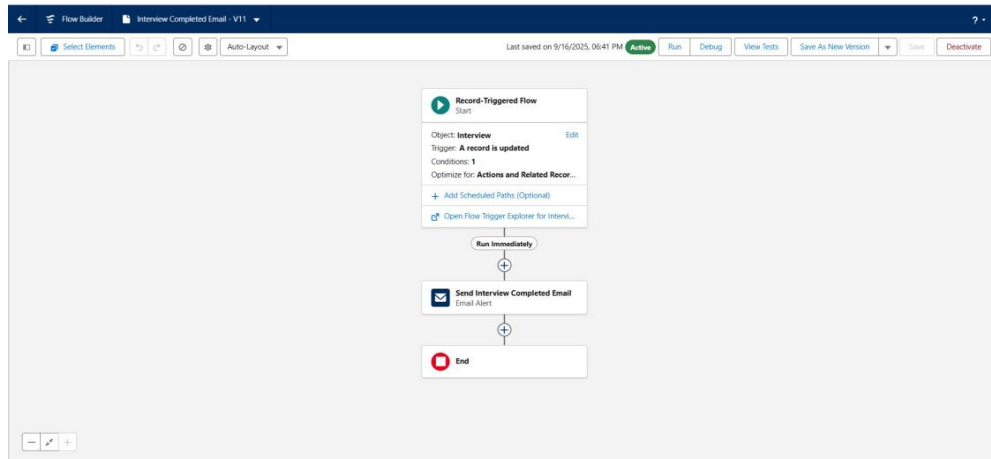 Flow Builder
Interview Completed Email - V11
?
Select Elements
Auto-Layout
Last saved on 9/16/2025, 06:41 PM
Active
Run
Debug
View Tests
Save As New Version
Save
Deactivate
Record-Triggered Flow
Start
Object: Interview
Edit
Trigger: A record is updated
Conditions: 1
Optimize for: Actions and Related Recor...
+ Add Scheduled Paths (Optional)
Open Flow Trigger Explorer for Intervi...
Run Immediately
Send Interview Completed Email
Email Alert
End